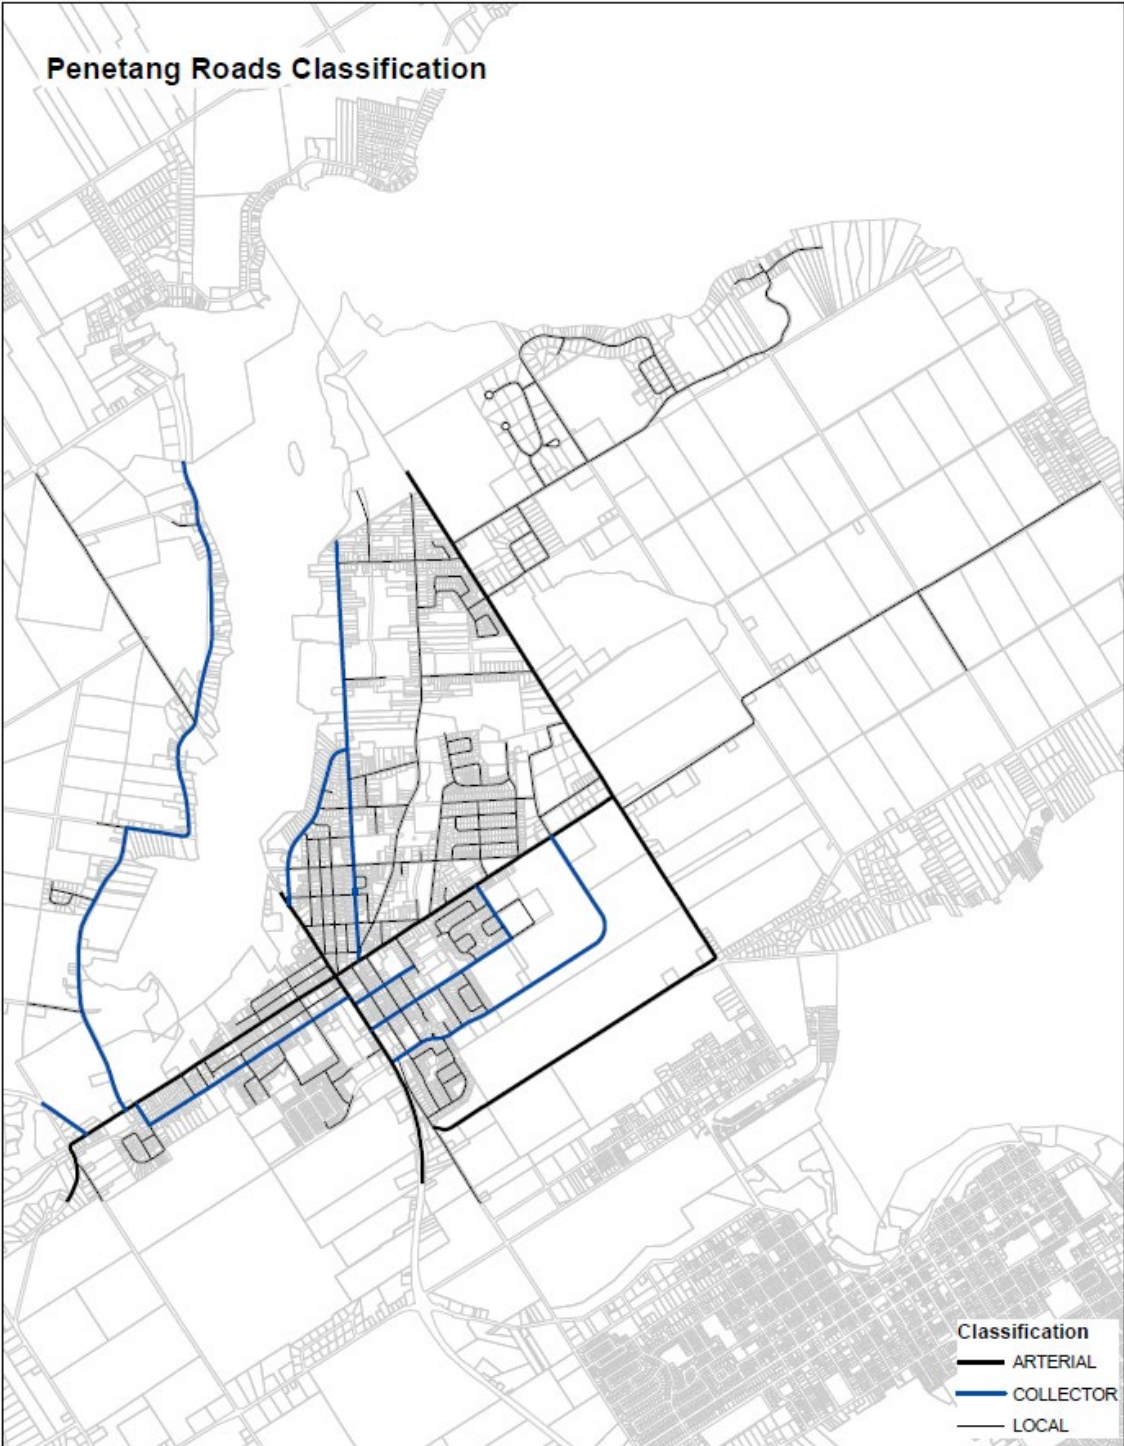 Penetang Roads Classification
Classification
ARTERIAL
COLLECTOR
LOCAL